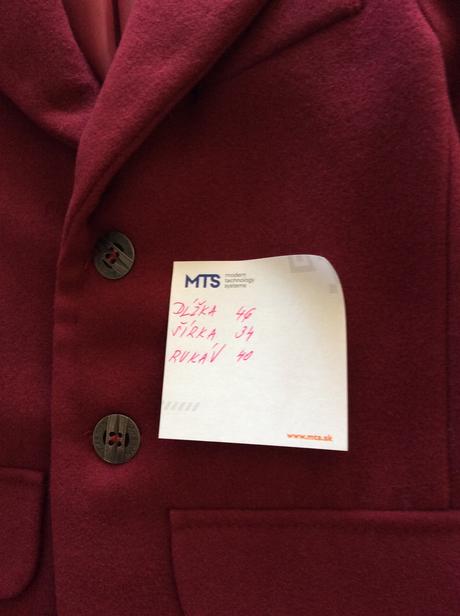 MTS modern
technology
systems
DĹŽKA 46
ŠÍRKA 34
RUKÁV 40
www.mts.sk